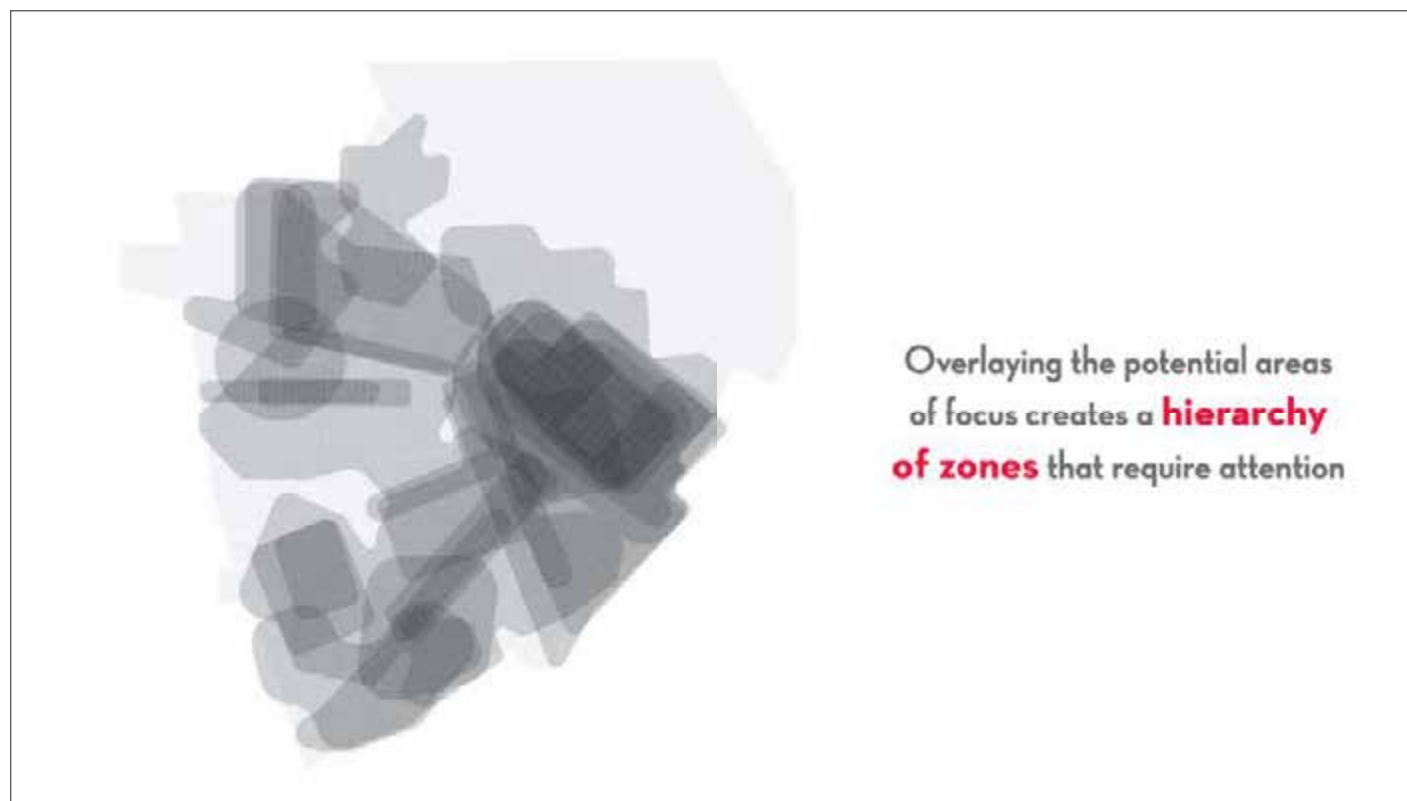 Overlaying the potential areas
of focus creates a hierarchy
of zones that require attention